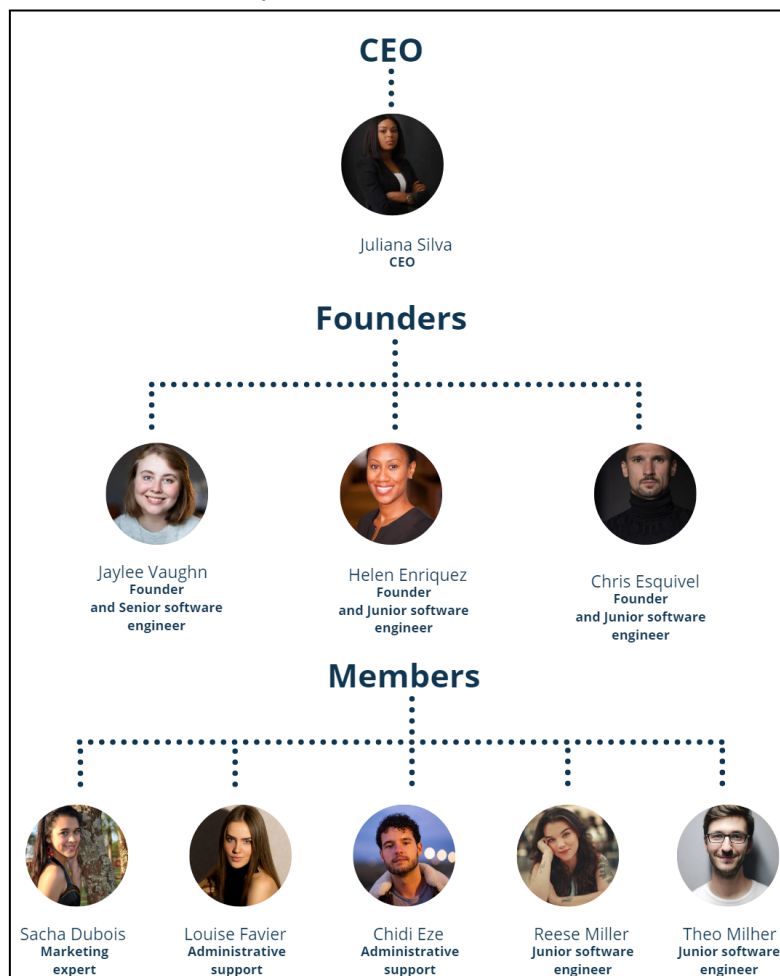 CEO
Juliana Silva
CEO
Founders
Jaylee Vaughn
Founder
and Senior software
engineer
Helen Enriquez
Founder
and Junior software
engineer
Chris Esquivel
Founder
and Junior software
engineer
Members
Sacha Dubois
Marketing
expert
Louise Favier
Administrative
support
Chidi Eze
Administrative
support
Reese Miller
Junior software
engineer
Theo Milher
Junior software
engineer